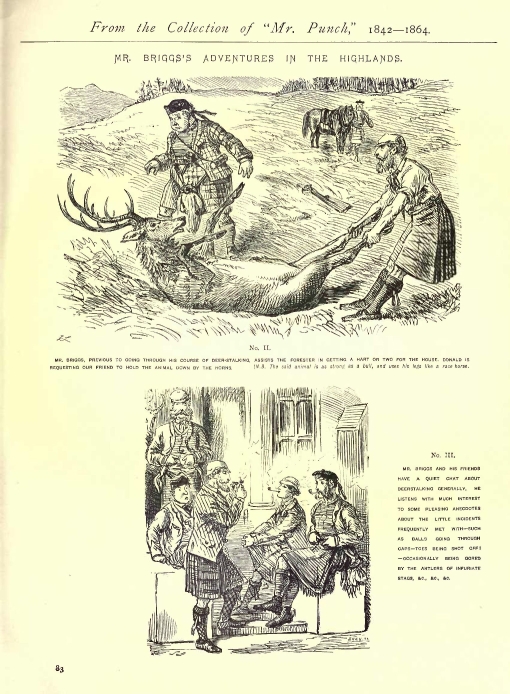 From the Collection of "Mr. Punch," 1842—1864.
MR. BRIGGS'S ADVENTURES IN THE HIGHLANDS.
No. II.
MR. BRIGGS, PREVIOUS TO GOING THROUGH HIS COURSE OF DEER-STALKING, ASSISTS THE FORESTER IN GETTING A HART OR TWO FOR THE HOUSE. DONALD IS
REQUESTING OUR FRIEND TO HOLD THE ANIMAL DOWN BY THE HORNS. [N.B. The said animal is as strong as a bull, and uses his legs like a race-horse.
No. III.
MR. BRIGGS AND HIS FRIENDS
HAVE A QUIET CHAT ABOUT
DEERSTALKING GENERALLY. HE
LISTENS WITH MUCH INTEREST
TO SOME PLEASING ANECDOTES
ABOUT THE LITTLE INCIDENTS
FREQUENTLY MET WITH—SUCH
AS BALLS GOING THROUGH
CAPS—TOES BEING SHOT OFF!
—OCCASIONALLY BEING GORED
BY THE ANTLERS OF INFURIATE
STAGS, &C., &C., &C.
83